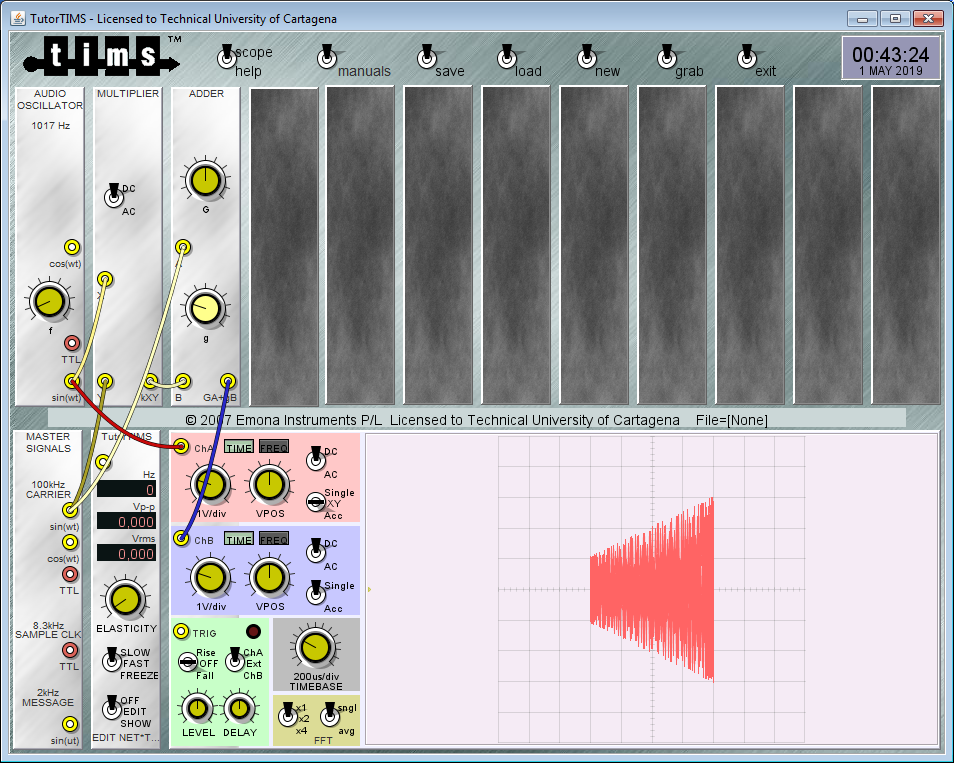 TutorTIMS - Licensed to Technical University of Cartagena
tims™
scope
help
manuals
save
load
new
grab
exit
00:43:24
1 MAY 2019
AUDIO
OSCILLATOR
1017 Hz
cos(wt)
f
TTL
sin(wt)
MULTIPLIER
DC
AC
X
Y
kXY
ADDER
G
A
g
B
GA+gB
© 2007 Emona Instruments P/L Licensed to Technical University of Cartagena File=[None]
MASTER
SIGNALS
100kHz
CARRIER
sin(wt)
cos(wt)
TTL
8.3kHz
SAMPLE CLK
TTL
2kHz
MESSAGE
sin(ut)
TutorTIMS
Hz
0
Vp-p
0,000
Vrms
0,000
ELASTICITY
SLOW
FAST
FREEZE
OFF
EDIT
SHOW
EDIT NET*T...
ChA
TIME
FREQ
DC
AC
1V/div
VPOS
Single
XY
Acc
ChB
TIME
FREQ
DC
AC
1V/div
VPOS
Single
Acc
TRIG
Rise
OFF
Fall
ChA
Ext
ChB
LEVEL
DELAY
200us/div
TIMEBASE
x1
x2
x4
sngl
avg
FFT